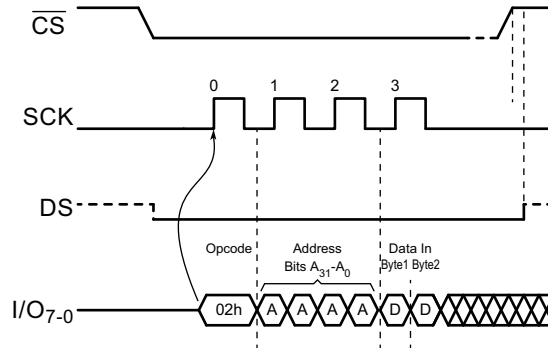 CS
0 1 2 3
SCK
DS
Opcode Address Data In
Bits A31-A0 Byte1 Byte2
I/O7-0 02h A A A A D D